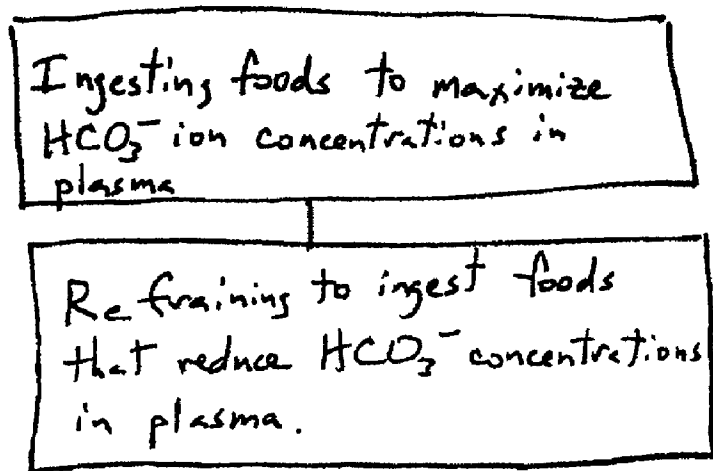 Ingesting foods to maximize
HCO₃⁻ ion concentrations in
plasma
Refraining to ingest foods
that reduce HCO₃⁻ concentrations
in plasma.